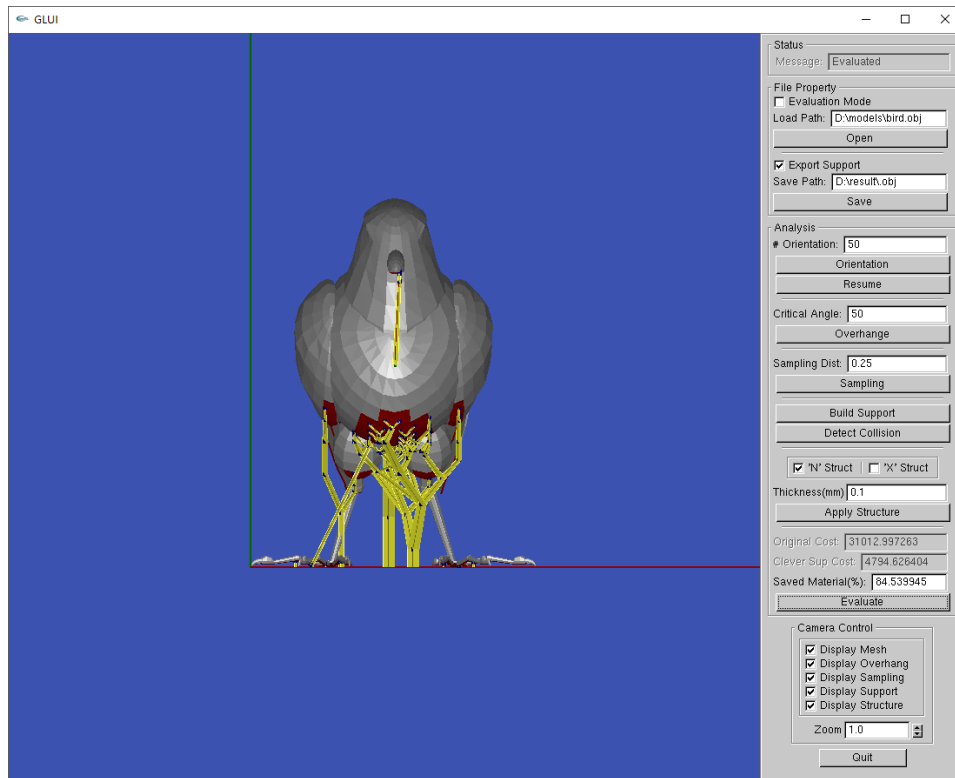 GLUI
Status
Message: Evaluated
File Property
Evaluation Mode
Load Path: D:\models\bird.obj
Open
Export Support
Save Path: D:\result\.obj
Save
Analysis
# Orientation: 50
Orientation
Resume
Critical Angle: 50
Overhange
Sampling Dist: 0.25
Sampling
Build Support
Detect Collision
'N' Struct 'X' Struct
Thickness(mm) 0.1
Apply Structure
Original Cost: 31012.997263
Clever Sup Cost: 4794.626404
Saved Material(%): 84.539945
Evaluate
Camera Control
Display Mesh
Display Overhang
Display Sampling
Display Support
Display Structure
Zoom 1.0
Quit